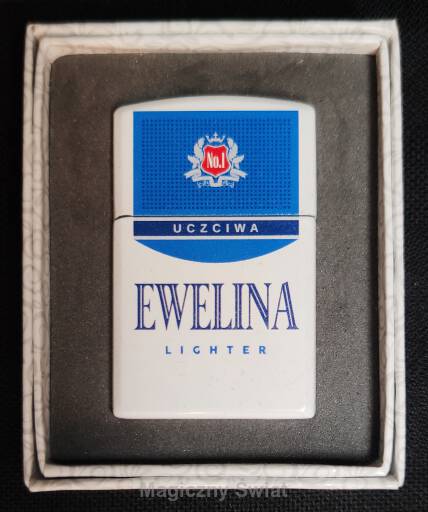 No.1
UCZCIWA
EWELINA
LIGHTER
Magiczny Świat